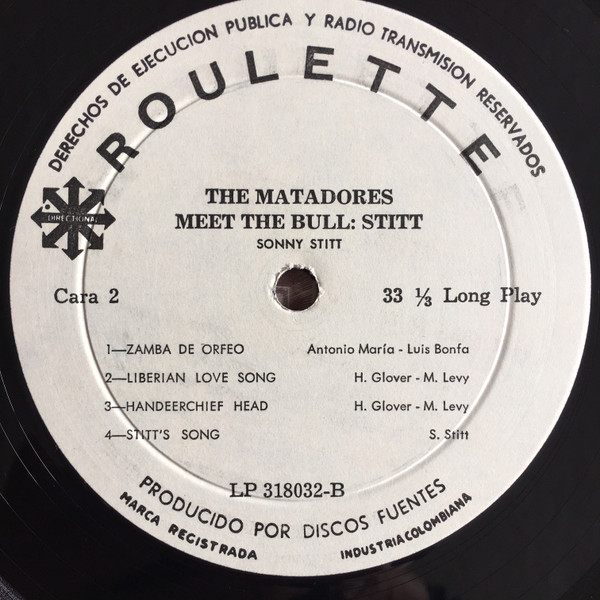 DERECHOS DE EJECUCION PUBLICA Y RADIO TRANSMISION RESERVADOS
ROULETTE
DIRECTIONAL
THE MATADORES
MEET THE BULL: STITT
SONNY STITT
Cara 2
33 ⅓ Long Play
1—ZAMBA DE ORFEO Antonio María - Luis Bonfa
2—LIBERIAN LOVE SONG H. Glover - M. Levy
3—HANDEERCHIEF HEAD H. Glover - M. Levy
4—STITT'S SONG S. Stitt
LP 318032-B
PRODUCIDO POR DISCOS FUENTES
MARCA REGISTRADA
INDUSTRIA COLOMBIANA